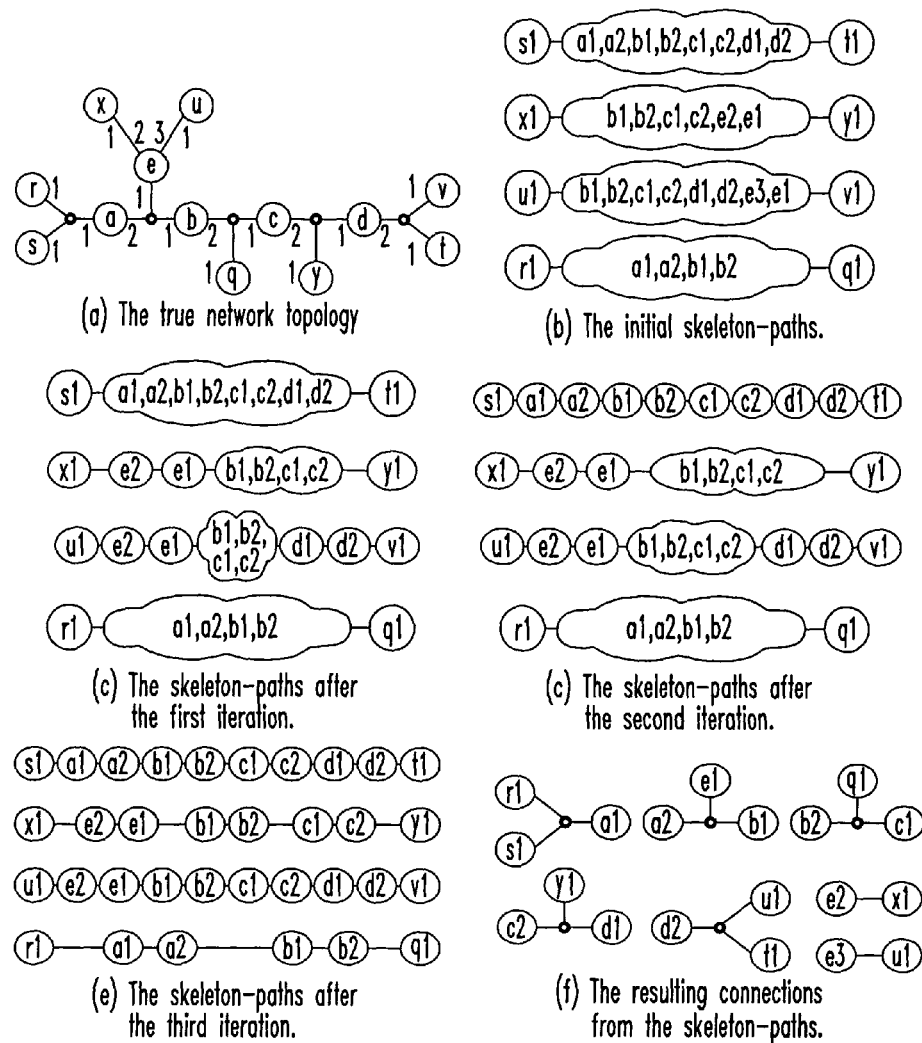 x
u
1
2
3
1
e
r
1
1
1
v
a
b
c
d
s
1
1
2
1
2
1
2
1
2
1
t
1
q
1
y
(a) The true network topology
s1
a1,a2,b1,b2,c1,c2,d1,d2
t1
x1
b1,b2,c1,c2,e2,e1
y1
u1
b1,b2,c1,c2,d1,d2,e3,e1
v1
r1
a1,a2,b1,b2
q1
(b) The initial skeleton-paths.
s1
a1,a2,b1,b2,c1,c2,d1,d2
t1
x1
e2
e1
b1,b2,c1,c2
y1
u1
e2
e1
b1,b2,
c1,c2
d1
d2
v1
r1
a1,a2,b1,b2
q1
(c) The skeleton-paths after
the first iteration.
s1
a1
a2
b1
b2
c1
c2
d1
d2
t1
x1
e2
e1
b1,b2,c1,c2
y1
u1
e2
e1
b1,b2,c1,c2
d1
d2
v1
r1
a1,a2,b1,b2
q1
(c) The skeleton-paths after
the second iteration.
s1
a1
a2
b1
b2
c1
c2
d1
d2
t1
x1
e2
e1
b1
b2
c1
c2
y1
u1
e2
e1
b1
b2
c1
c2
d1
d2
v1
r1
a1
a2
b1
b2
q1
(e) The skeleton-paths after
the third iteration.
r1
s1
a1
e1
a2
b1
q1
b2
c1
y1
c2
d1
u1
d2
t1
e2
x1
e3
u1
(f) The resulting connections
from the skeleton-paths.